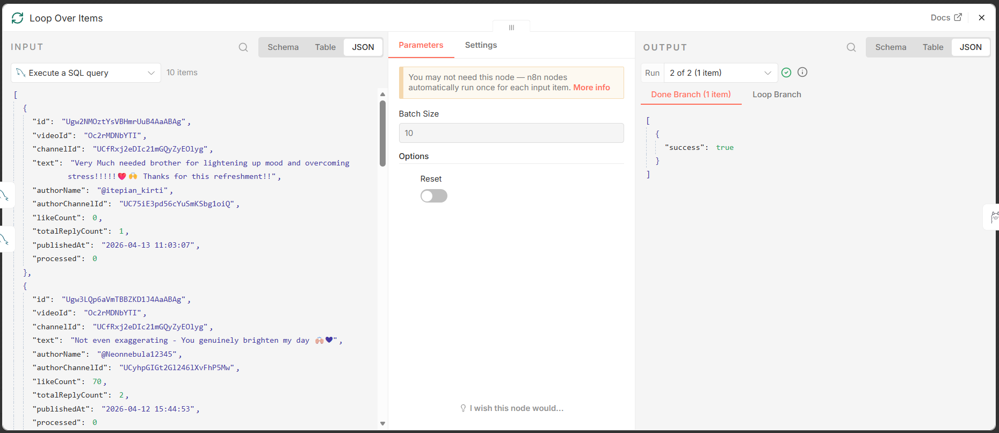 Loop Over Items
Docs
INPUT
Schema Table JSON
Execute a SQL query
10 items
[
{
"id": "Ugw2NMOztYsVBHmrUuB4AaABAg",
"videoId": "Oc2rMDNbYTI",
"channelId": "UCfRxj2eDIc21mGQyZyEOlyg",
"text": "Very Much needed brother for lightening up mood and overcoming
stress!!!!!💔🙌 Thanks for this refreshment!!",
"authorName": "@itepian_kirti",
"authorChannelId": "UC75iE3pd56cYuSmKSbg1oiQ",
"likeCount": 0,
"totalReplyCount": 1,
"publishedAt": "2026-04-13 11:03:07",
"processed": 0
},
{
"id": "Ugw3LQp6aVmTBBZKD1J4AaABAg",
"videoId": "Oc2rMDNbYTI",
"channelId": "UCfRxj2eDIc21mGQyZyEOlyg",
"text": "Not even exaggerating - You genuinely brighten my day 🙌🏻♥",
"authorName": "@Neonnebula12345",
"authorChannelId": "UCyhpGIGt2Gl246lXvFhP5Mw",
"likeCount": 70,
"totalReplyCount": 2,
"publishedAt": "2026-04-12 15:44:53",
"processed": 0
Parameters Settings
You may not need this node — n8n nodes
automatically run once for each input item. More info
Batch Size
10
Options
Reset
I wish this node would...
OUTPUT
Schema Table JSON
Run 2 of 2 (1 item)
Done Branch (1 item) Loop Branch
[
{
"success": true
}
]